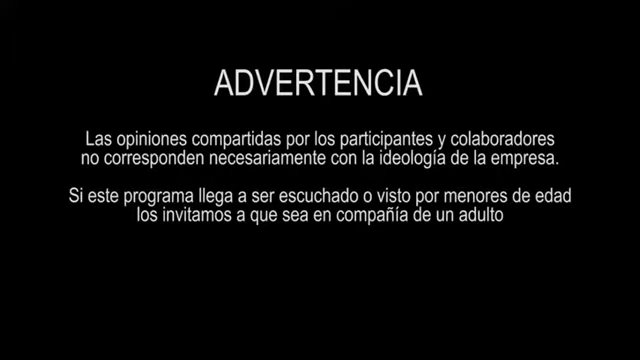 ADVERTENCIA
Las opiniones compartidas por los participantes y colaboradores
no corresponden necesariamente con la ideología de la empresa.
Si este programa llega a ser escuchado o visto por menores de edad
los invitamos a que sea en compañía de un adulto